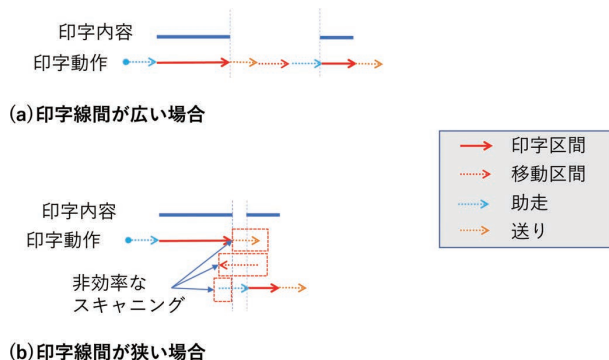 印字内容
印字動作
(a)印字線間が広い場合
印字区間
移動区間
助走
送り
印字内容
印字動作
非効率な
スキャニング
(b)印字線間が狭い場合